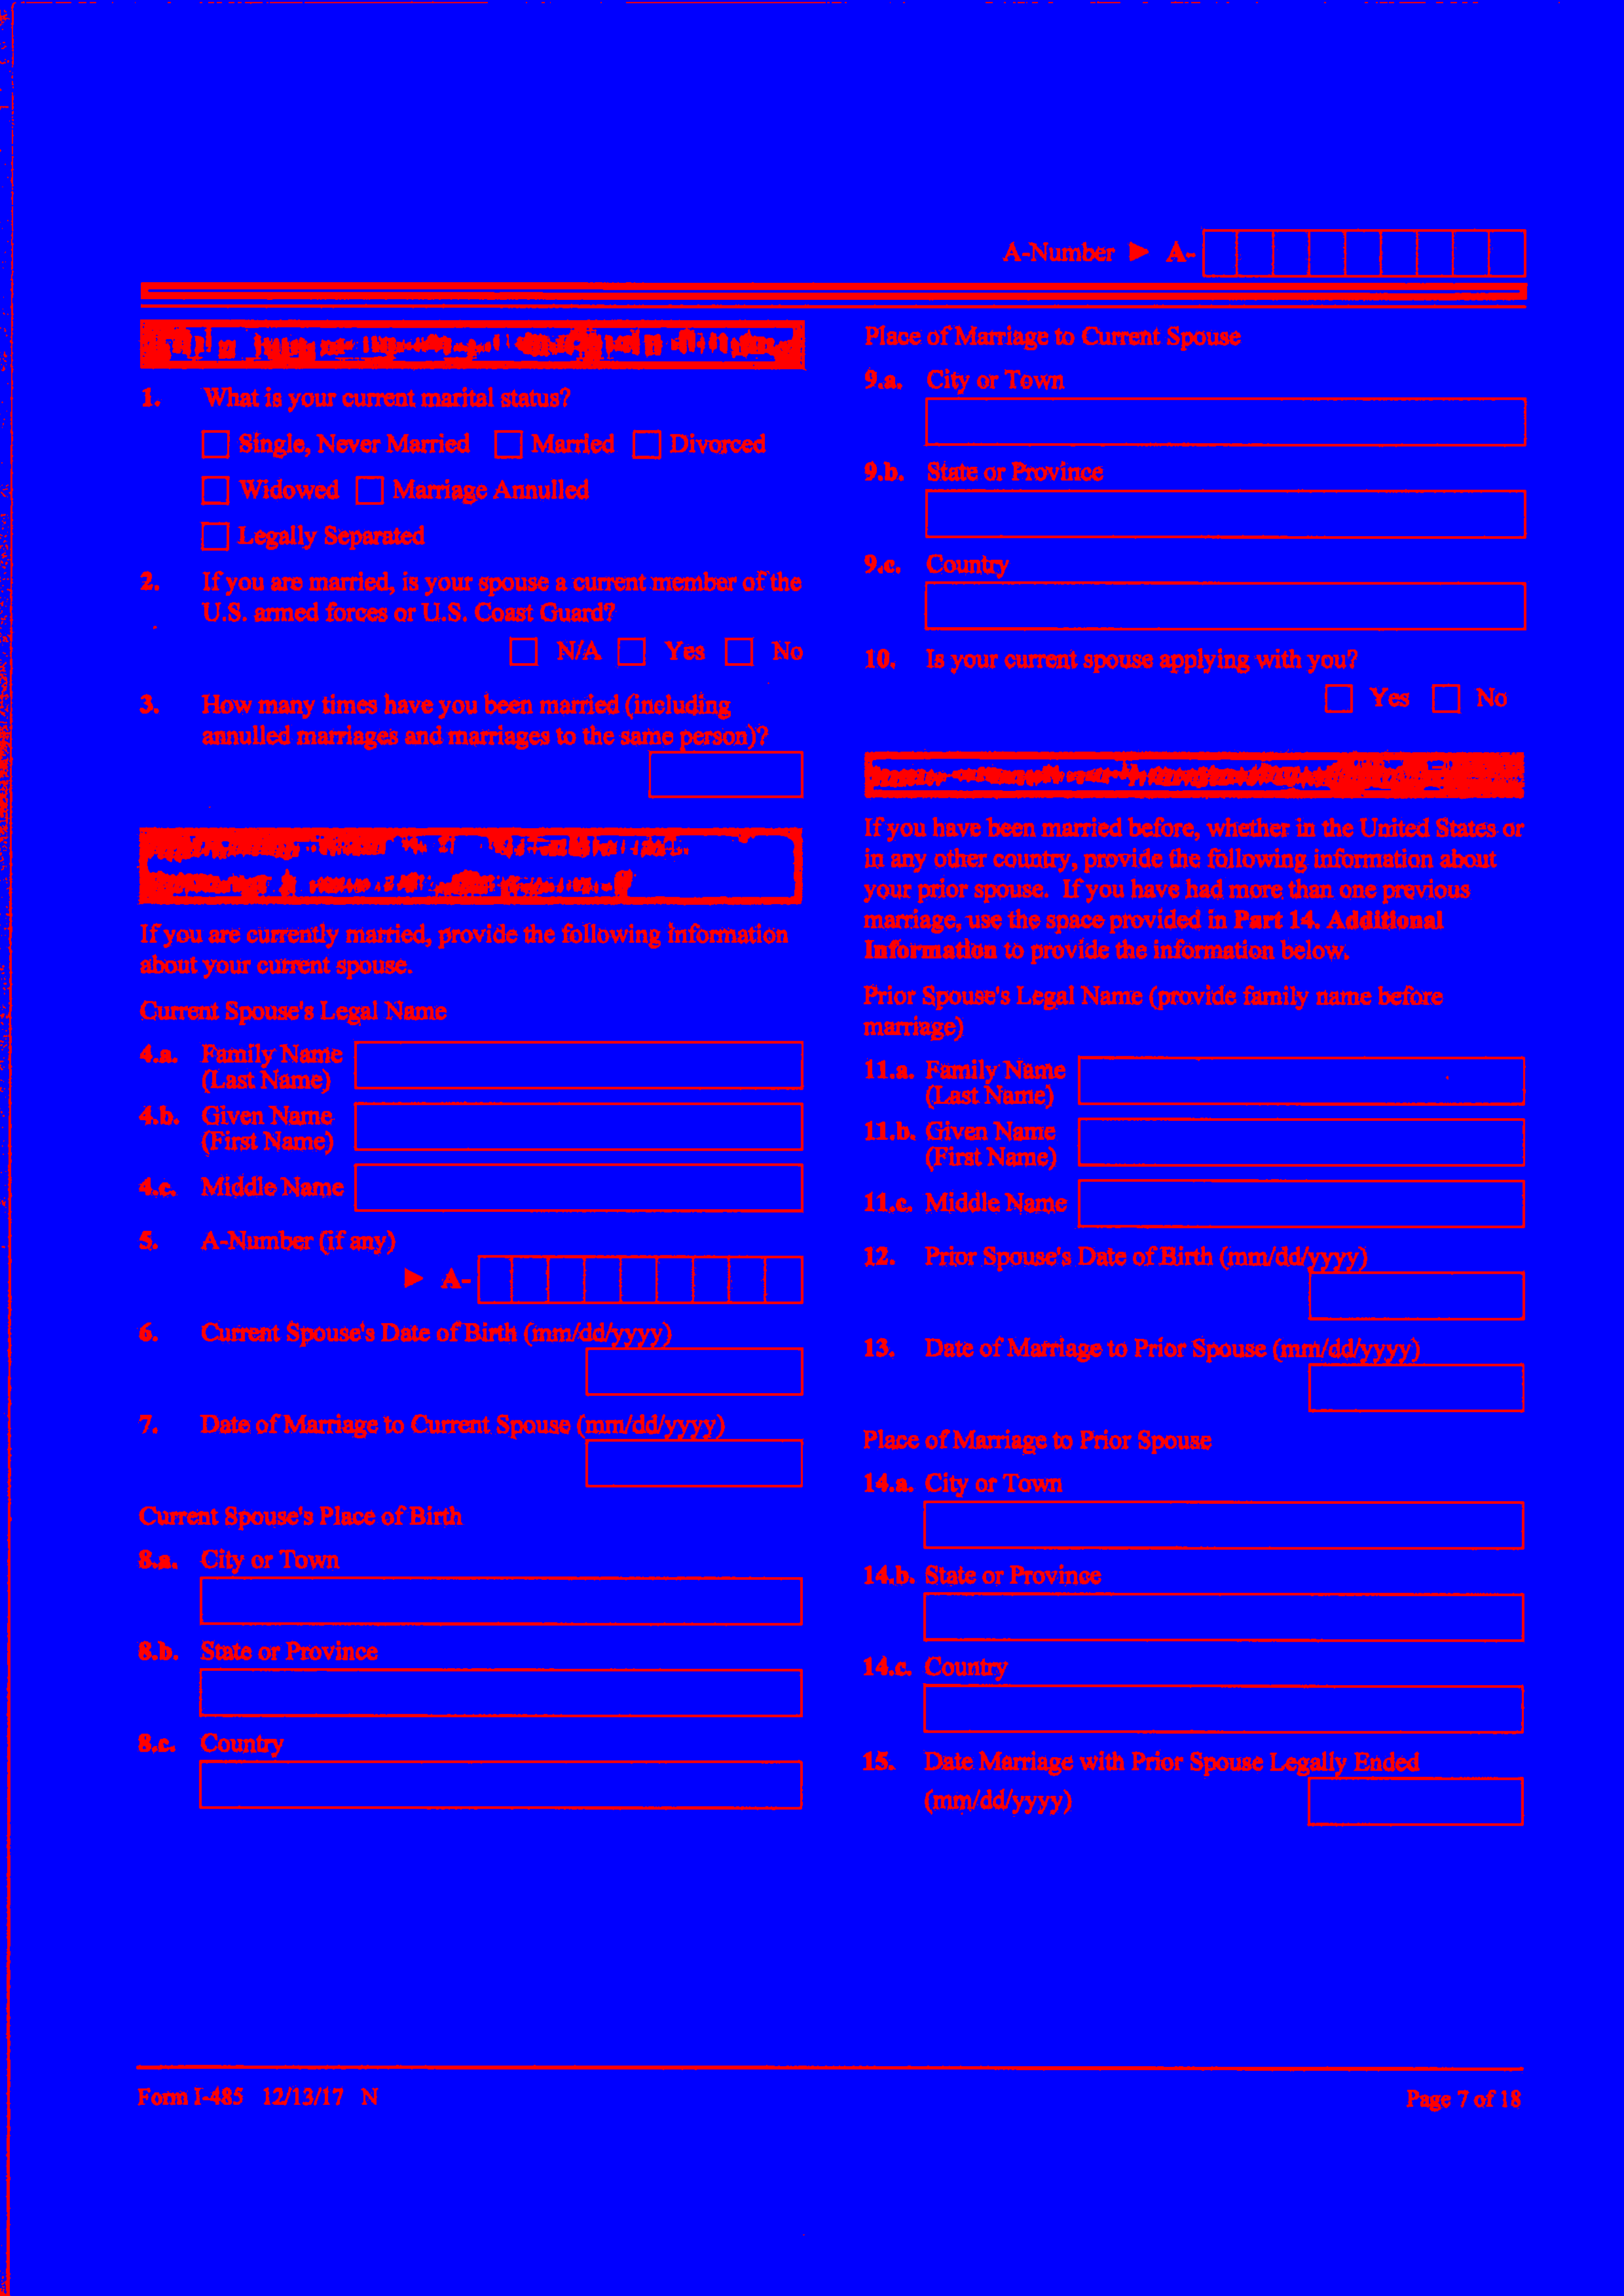 A-Number ► A-
1. What is your current marital status?
Single, Never Married Married Divorced
Widowed Marriage Annulled
Legally Separated
2. If you are married, is your spouse a current member of the
U.S. armed forces or U.S. Coast Guard?
N/A Yes No
3. How many times have you been married (including
annulled marriages and marriages to the same person)?
If you are currently married, provide the following information
about your current spouse.
Current Spouse's Legal Name
4.a. Family Name
(Last Name)
4.b. Given Name
(First Name)
4.c. Middle Name
5. A-Number (if any)
► A-
6. Current Spouse's Date of Birth (mm/dd/yyyy)
7. Date of Marriage to Current Spouse (mm/dd/yyyy)
Current Spouse's Place of Birth
8.a. City or Town
8.b. State or Province
8.c. Country
Place of Marriage to Current Spouse
9.a. City or Town
9.b. State or Province
9.c. Country
10. Is your current spouse applying with you?
Yes No
If you have been married before, whether in the United States or
in any other country, provide the following information about
your prior spouse. If you have had more than one previous
marriage, use the space provided in Part 14. Additional
Information to provide the information below.
Prior Spouse's Legal Name (provide family name before
marriage)
11.a. Family Name
(Last Name)
11.b. Given Name
(First Name)
11.c. Middle Name
12. Prior Spouse's Date of Birth (mm/dd/yyyy)
13. Date of Marriage to Prior Spouse (mm/dd/yyyy)
Place of Marriage to Prior Spouse
14.a. City or Town
14.b. State or Province
14.c. Country
15. Date Marriage with Prior Spouse Legally Ended
(mm/dd/yyyy)
Form I-485 12/13/17 N
Page 7 of 18